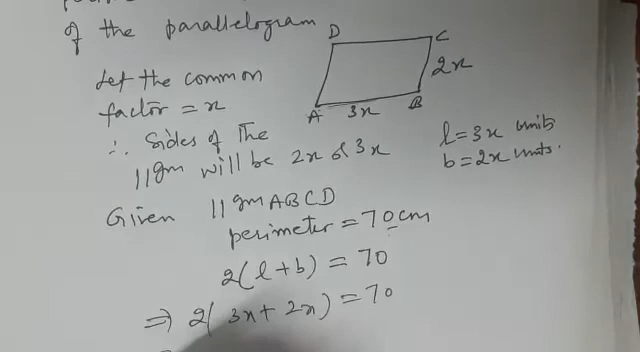 of the parallelogram
D
C
Let the common
2x
factor = x
A
3x
B
∴ Sides of The
l = 3x units
||gm will be 2x & 3x
b = 2x units.
Given ||gm ABCD
perimeter = 70cm
2(l+b) = 70
⇒ 2(3x+2x) = 70